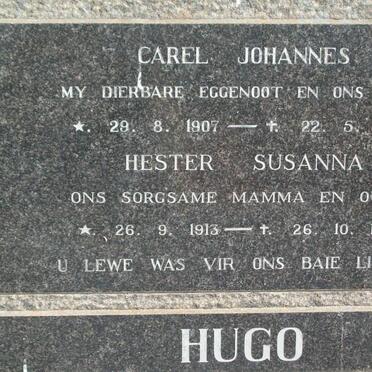 CAREL JOHANNES
MY DIERBARE EGGENOOT EN ONS
★. 29. 8. 1907 — †. 22. 5.
HESTER SUSANNA
ONS SORGSAME MAMMA EN
★. 26. 9. 1913 — †. 26. 10.
U LEWE WAS VIR ONS BAIE
HUGO